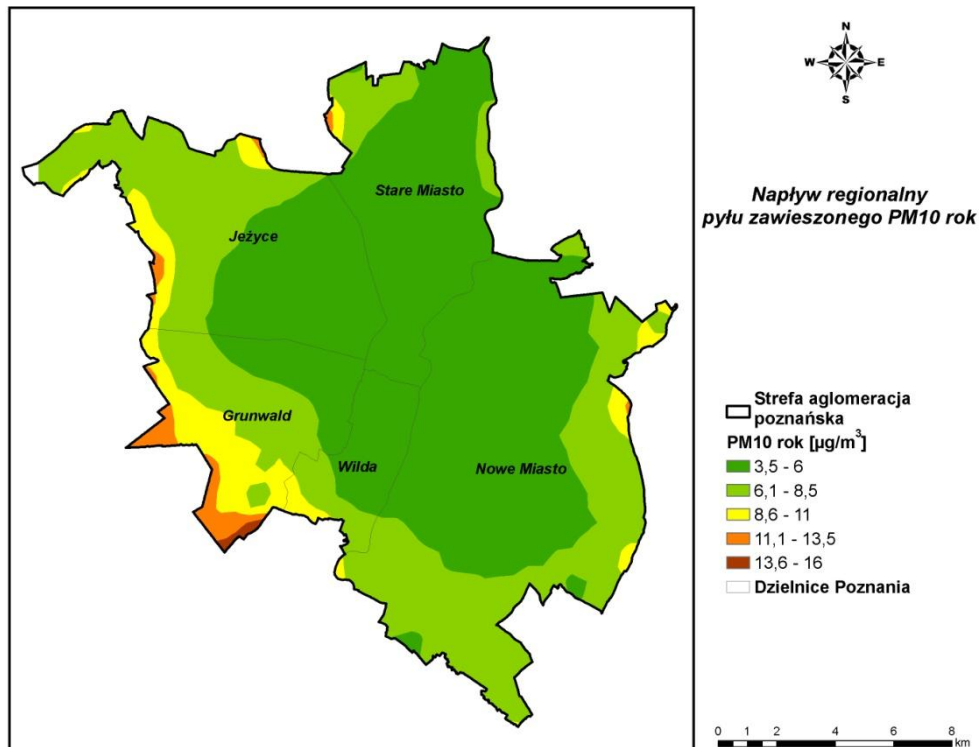 N
W E
S
Napływ regionalny
pyłu zawieszonego PM10 rok
Stare Miasto
Jeżyce
Grunwald
Wilda
Nowe Miasto
Strefa aglomeracja
poznańska
PM10 rok [µg/m³]
3,5 - 6
6,1 - 8,5
8,6 - 11
11,1 - 13,5
13,6 - 16
Dzielnice Poznania
0 1 2 4 6 8
km